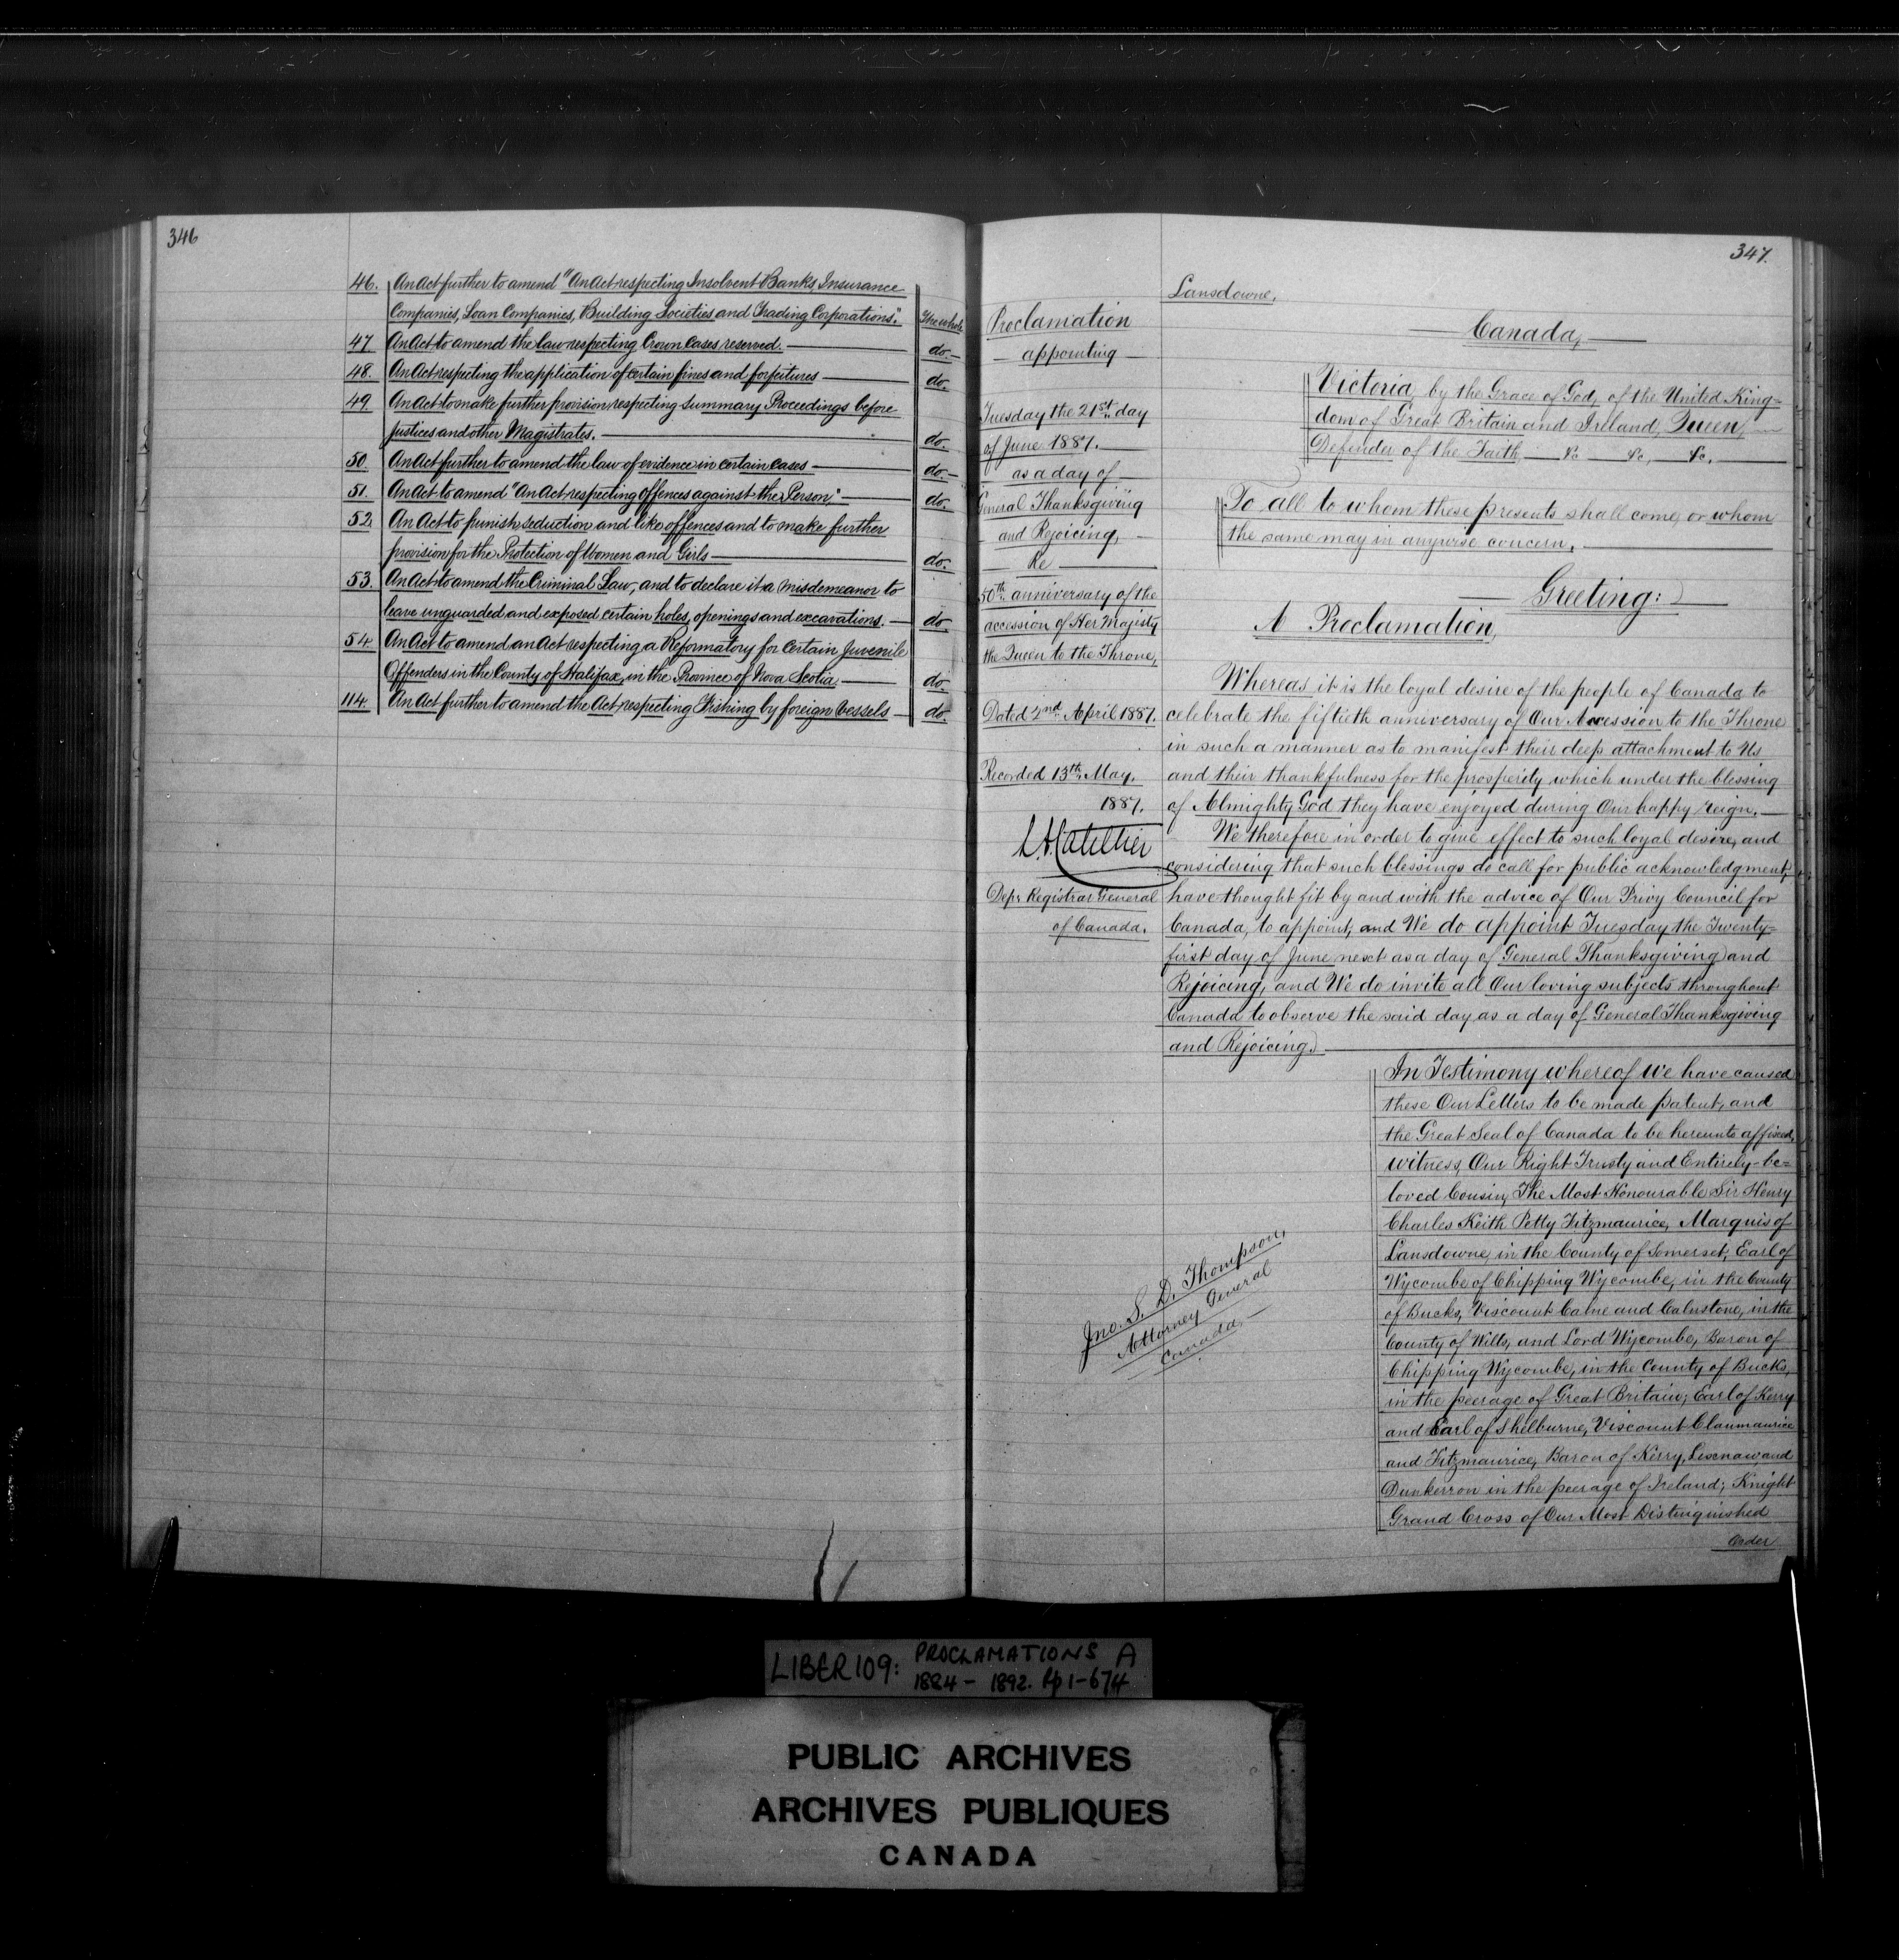 346
46. An Act further to amend "An Act respecting Insolvent Banks, Insurance
Companies, Loan Companies, Building Societies and Trading Corporations." The whole
47. An Act to amend the law respecting Crown Cases reserved. — do.
48. An Act respecting the application of certain fines and forfeitures — do.
49. An Act to make further provision respecting Summary Proceedings before
Justices and other Magistrates. — do.
50. An Act further to amend the law of evidence in certain cases — do.
51. An Act to amend "An Act respecting offences against the Person," — do.
52. An Act to punish seduction and like offences and to make further
provision for the Protection of Women and Girls — do.
53. An Act to amend the Criminal Law, and to declare it a misdemeanor to
leave unguarded and exposed certain holes, openings and excavations. — do.
54. An Act to amend an Act respecting a Reformatory for certain Juvenile
Offenders in the County of Halifax, in the Province of Nova Scotia. — do.
114. An Act further to amend the Act respecting Fishing by foreign vessels — do.
347.
Proclamation
— appointing —
Tuesday the 21st day
of June 1887.
— as a day of —
General Thanksgiving
and Rejoicing, —
— Re —
50th anniversary of the
accession of Her Majesty
the Queen to the Throne,
Dated 2nd April 1887.
Recorded 13th May.
1887.
L.A. Catellier
Depy Registrar General
of Canada.
Lansdowne.
— Canada, —
Victoria, by the Grace of God, of the United King=
dom of Great Britain and Ireland, Queen, —
Defender of the Faith — &c — &c, — &c. —
To all to whom these presents shall come, or whom
the same may in anywise concern, —
— Greeting: —
A Proclamation,
Whereas it is the loyal desire of the people of Canada to
celebrate the fiftieth anniversary of Our Accession to the Throne
in such a manner as to manifest their deep attachment to Us
and their thankfulness for the prosperity which under the blessing
of Almighty God they have enjoyed during Our happy reign. —
We therefore in order to give effect to such loyal desire, and
considering that such blessings do call for public acknowledgment,
have thought fit by and with the advice of Our Privy Council for
Canada, to appoint, and We do appoint Tuesday the Twenty=
first day of June next as a day of General Thanksgiving and
Rejoicing, and We do invite all Our loving subjects throughout
Canada to observe the said day as a day of General Thanksgiving
and Rejoicing. —
In Testimony whereof we have caused
these Our Letters to be made patent, and
the Great Seal of Canada to be hereunto affixed,
witness, Our Right Trusty and Entirely-be=
loved Cousin, The Most Honourable Sir Henry
Charles Keith Petty Fitzmaurice, Marquis of
Lansdowne, in the County of Somerset, Earl of
Wycombe of Chipping Wycombe, in the County
of Bucks, Viscount Calne and Calnstone, in the
County of Wilts, and Lord Wycombe, Baron of
Chipping Wycombe, in the County of Bucks,
in the peerage of Great Britain; Earl of Kerry
and Earl of Shelburne, Viscount Clanmaurice
and Fitzmaurice, Baron of Kerry, Lixnaw, and
Dunkerron in the peerage of Ireland; Knight
Grand Cross of Our Most Distinguished
Order
Jno. S. D. Thompson,
Attorney General
Canada. —
LIBER 109: PROCLAMATIONS A
1884 - 1892. Pp 1-674
PUBLIC ARCHIVES
ARCHIVES PUBLIQUES
CANADA